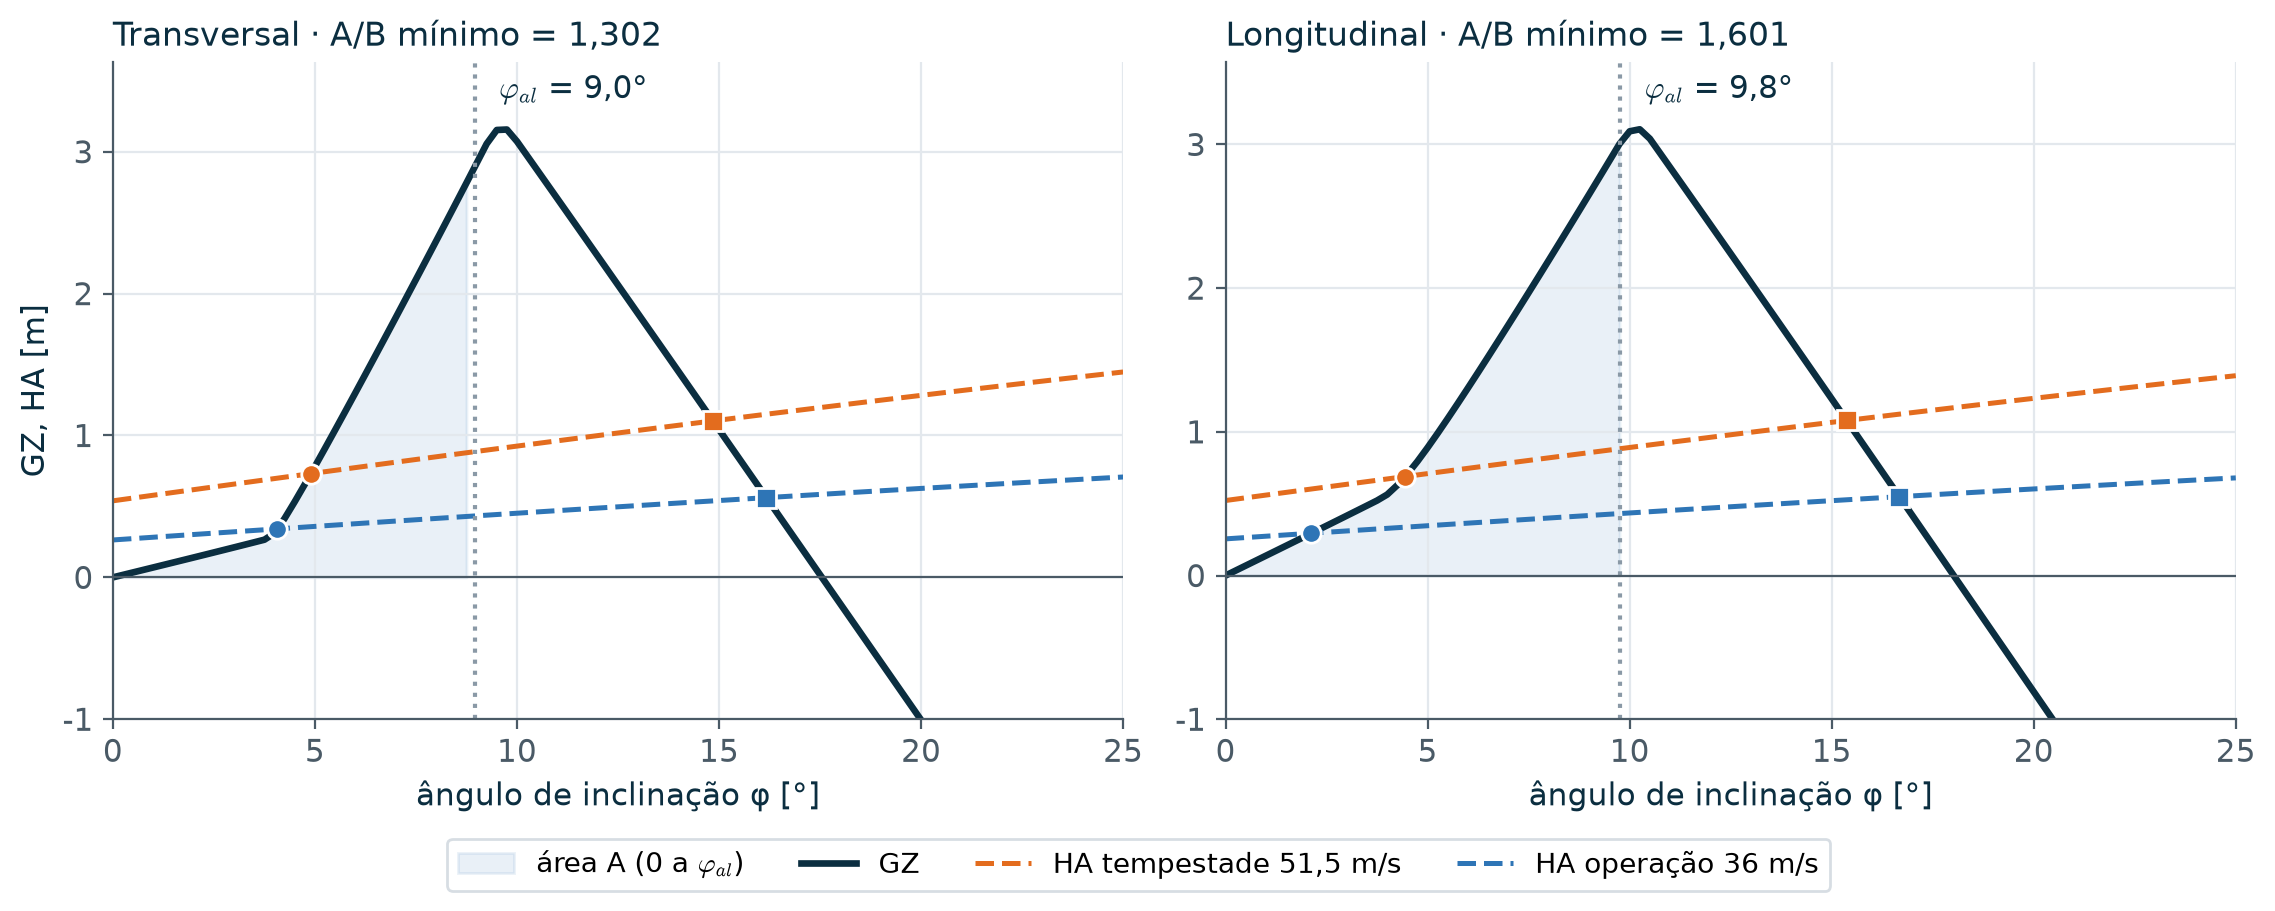 Transversal · A/B mínimo = 1,302
φal = 9,0°
GZ, HA [m]
3
2
1
0
-1
0 5 10 15 20 25
ângulo de inclinação φ [°]
Longitudinal · A/B mínimo = 1,601
φal = 9,8°
3
2
1
0
-1
0 5 10 15 20 25
ângulo de inclinação φ [°]
área A (0 a φal) GZ HA tempestade 51,5 m/s HA operação 36 m/s